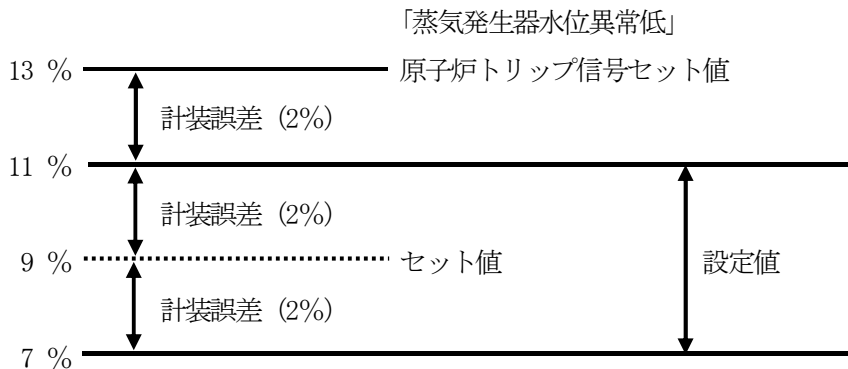 「蒸気発生器水位異常低」
13 %
原子炉トリップ信号セット値
計装誤差 (2%)
11 %
計装誤差 (2%)
9 %
セット値
設定値
計装誤差 (2%)
7 %